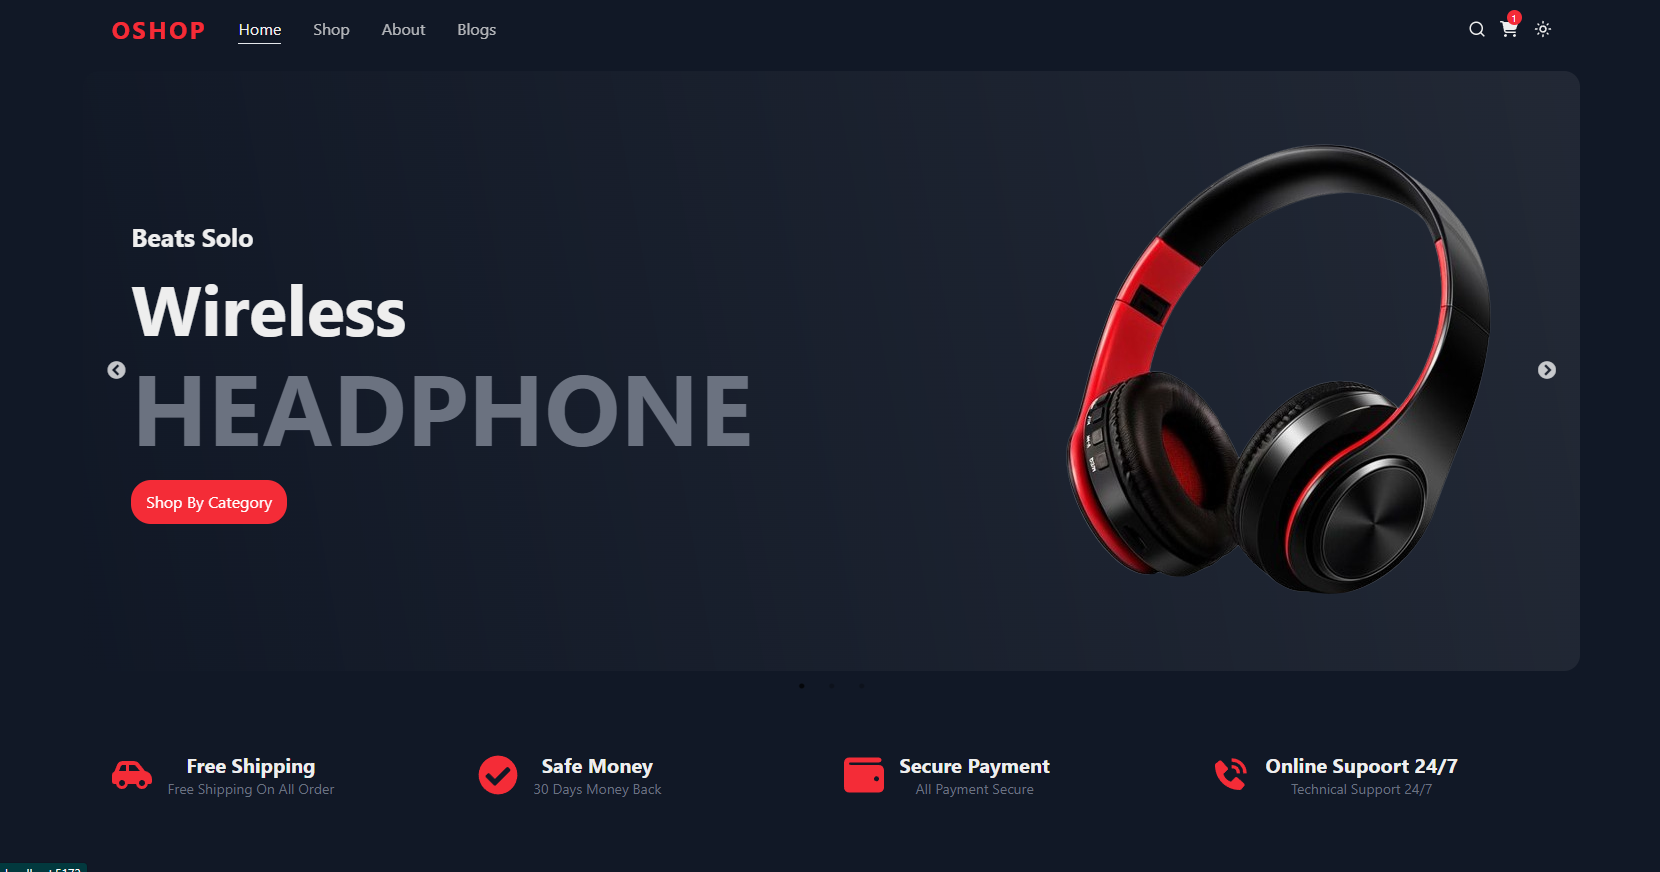 OSHOP
Home Shop About Blogs
1
Beats Solo
Wireless
HEADPHONE
Shop By Category
Free Shipping
Free Shipping On All Order
Safe Money
30 Days Money Back
Secure Payment
All Payment Secure
Online Supoort 24/7
Technical Support 24/7